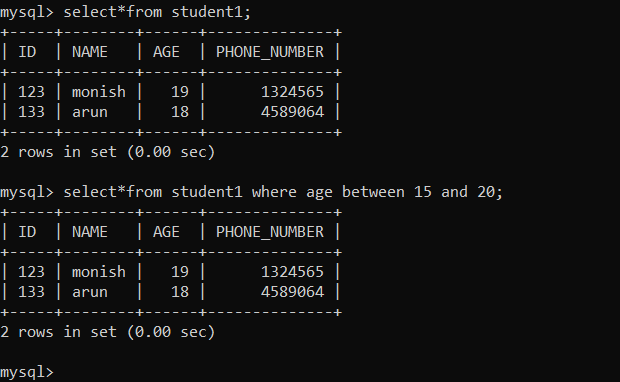 mysql> select*from student1;
+-----+--------+------+--------------+
| ID  | NAME   | AGE  | PHONE_NUMBER |
+-----+--------+------+--------------+
| 123 | monish |   19 |      1324565 |
| 133 | arun   |   18 |      4589064 |
+-----+--------+------+--------------+
2 rows in set (0.00 sec)

mysql> select*from student1 where age between 15 and 20;
+-----+--------+------+--------------+
| ID  | NAME   | AGE  | PHONE_NUMBER |
+-----+--------+------+--------------+
| 123 | monish |   19 |      1324565 |
| 133 | arun   |   18 |      4589064 |
+-----+--------+------+--------------+
2 rows in set (0.00 sec)

mysql>